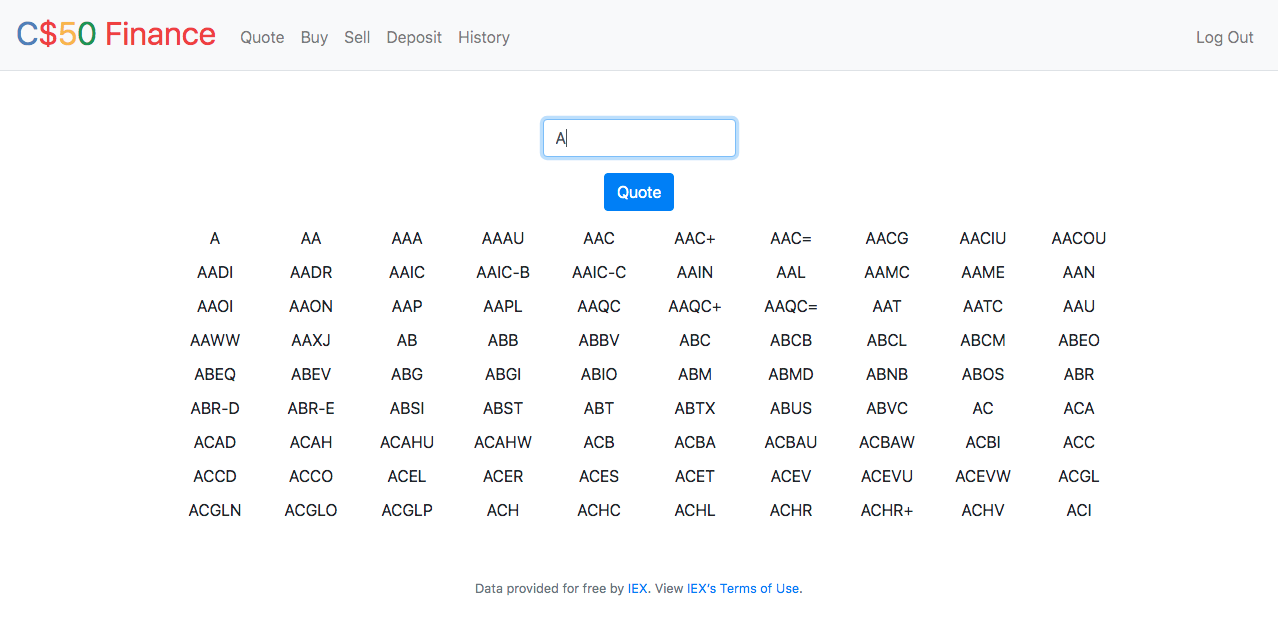 C$50 Finance Quote Buy Sell Deposit History Log Out
A
Quote
A AA AAA AAAU AAC AAC+ AAC= AACG AACIU AACOU
AADI AADR AAIC AAIC-B AAIC-C AAIN AAL AAMC AAME AAN
AAOI AAON AAP AAPL AAQC AAQC+ AAQC= AAT AATC AAU
AAWW AAXJ AB ABB ABBV ABC ABCB ABCL ABCM ABEO
ABEQ ABEV ABG ABGI ABIO ABM ABMD ABNB ABOS ABR
ABR-D ABR-E ABSI ABST ABT ABTX ABUS ABVC AC ACA
ACAD ACAH ACAHU ACAHW ACB ACBA ACBAU ACBAW ACBI ACC
ACCD ACCO ACEL ACER ACES ACET ACEV ACEVU ACEVW ACGL
ACGLN ACGLO ACGLP ACH ACHC ACHL ACHR ACHR+ ACHV ACI
Data provided for free by IEX. View IEX's Terms of Use.